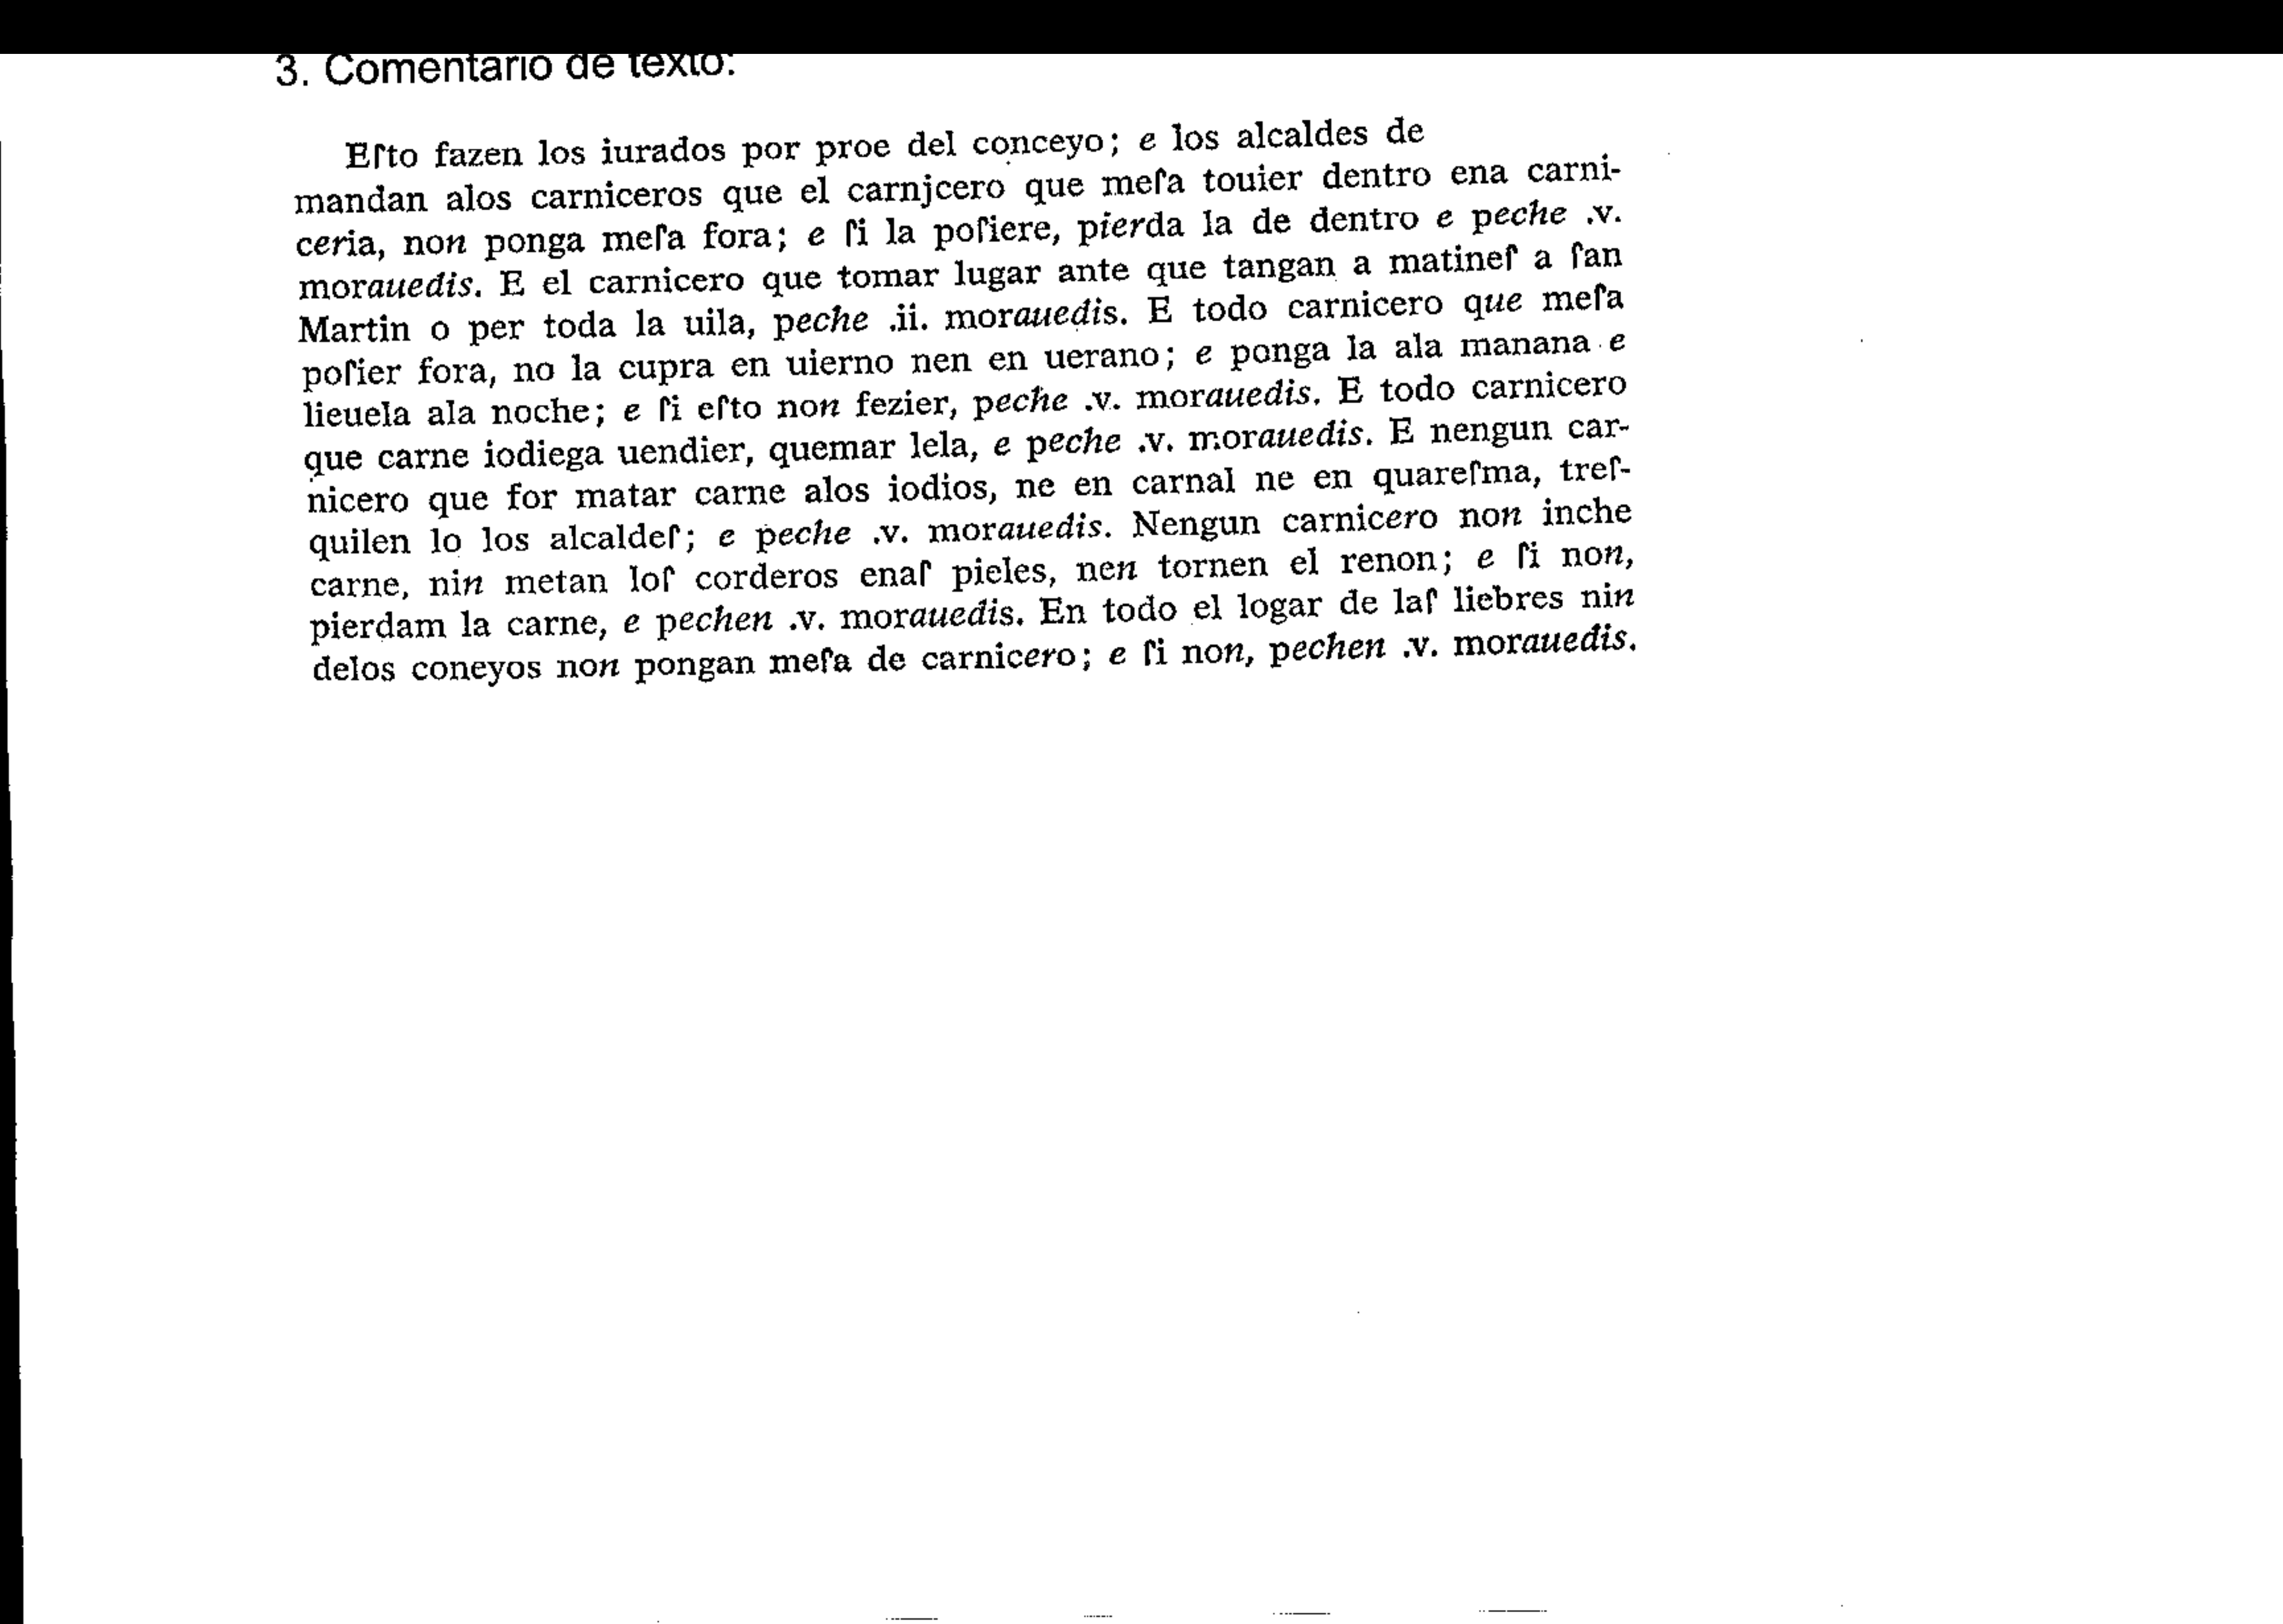 3. Comentario de texto:
Eſto fazen los iurados por proe del conceyo; e los alcaldes de
mandan alos carniceros que el carnjcero que meſa touier dentro ena carni-
ceria, non ponga meſa fora; e ſi la poſiere, pierda la de dentro e peche .v.
morauedis. E el carnicero que tomar lugar ante que tangan a matineſ a ſan
Martin o per toda la uila, peche .ii. morauedis. E todo carnicero que meſa
poſier fora, no la cupra en uierno nen en uerano; e ponga la ala manana e
lieuela ala noche; e ſi eſto non fezier, peche .v. morauedis. E todo carnicero
que carne iodiega uendier, quemar lela, e peche .v. morauedis. E nengun car-
nicero que for matar carne alos iodios, ne en carnal ne en quareſma, treſ-
quilen lo los alcaldeſ; e peche .v. morauedis. Nengun carnicero non inche
carne, nin metan loſ corderos enaſ pieles, nen tornen el renon; e ſi non,
pierdam la carne, e pechen .v. morauedis. En todo el logar de laſ liebres nin
delos coneyos non pongan meſa de carnicero; e ſi non, pechen .v. morauedis.